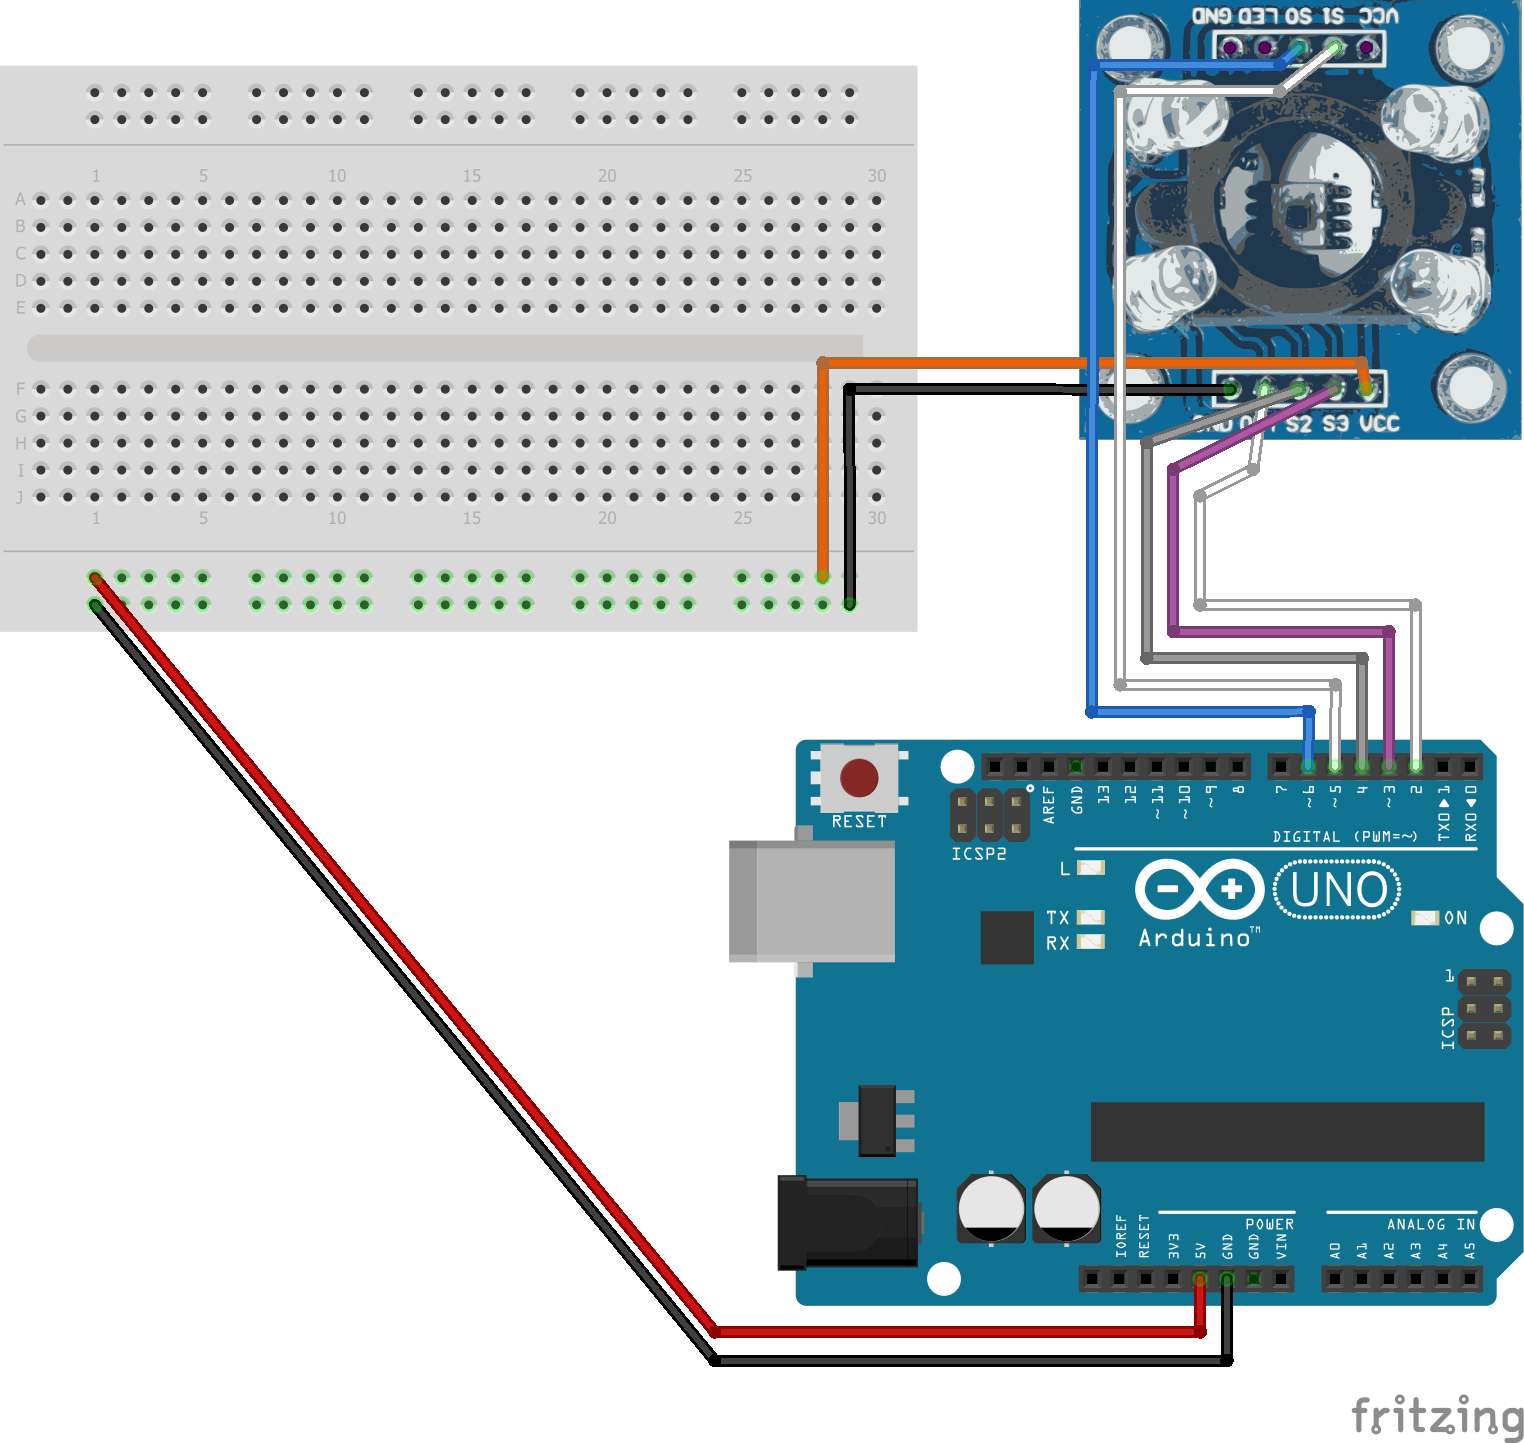 GND LED S0 S1 VCC
1 5 10 15 20 25 30
A
B
C
D
E
F
G
H
I
J
1 5 10 15 20 25 30
GND S2 S3 VCC
RESET
AREF GND 13 12 ~11 ~10 ~9 8 7 ~6 ~5 4 ~3 2 TX0▶1 RX0◀0
DIGITAL (PWM=~)
ICSP2
L
TX
RX
UNO
ON
Arduino™
1
ICSP
POWER
ANALOG IN
IOREF RESET 3V3 5V GND GND VIN A0 A1 A2 A3 A4 A5
fritzing